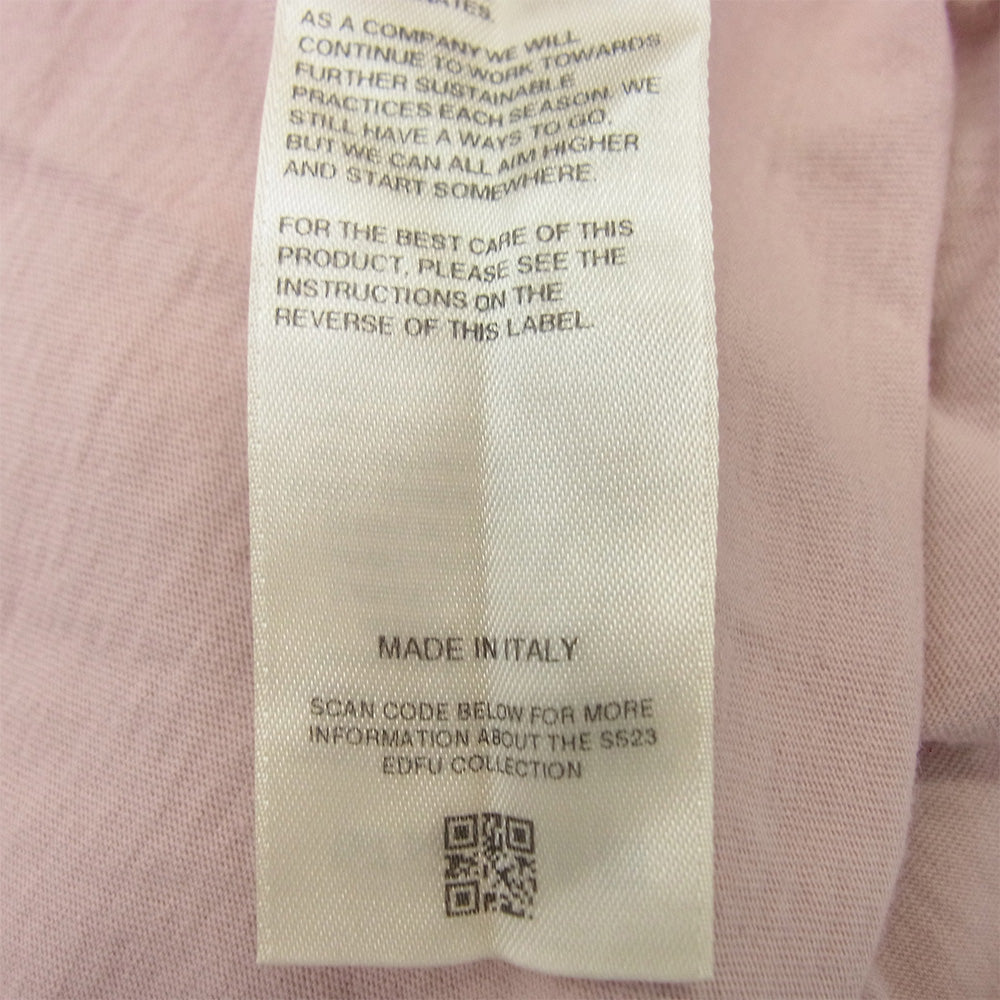 AS A COMPANY WE WILL
CONTINUE TO WORK TOWARDS
FURTHER SUSTAINABLE
PRACTICES EACH SEASON. WE
STILL HAVE A WAYS TO GO,
BUT WE CAN ALL AIM HIGHER
AND START SOMEWHERE.
FOR THE BEST CARE OF THIS
PRODUCT, PLEASE SEE THE
INSTRUCTIONS ON THE
REVERSE OF THIS LABEL.
MADE IN ITALY
SCAN CODE BELOW FOR MORE
INFORMATION ABOUT THE SS23
EDFU COLLECTION